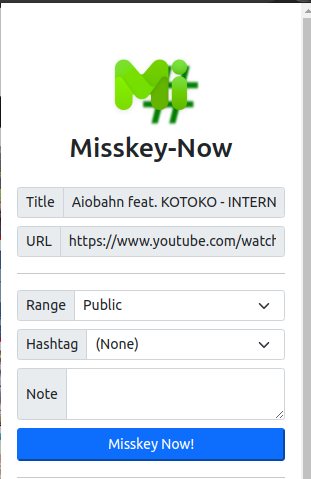 Mi#
Misskey-Now
Title Aiobahn feat. KOTOKO - INTERN
URL https://www.youtube.com/watch
Range Public
Hashtag (None)
Note
Misskey Now!